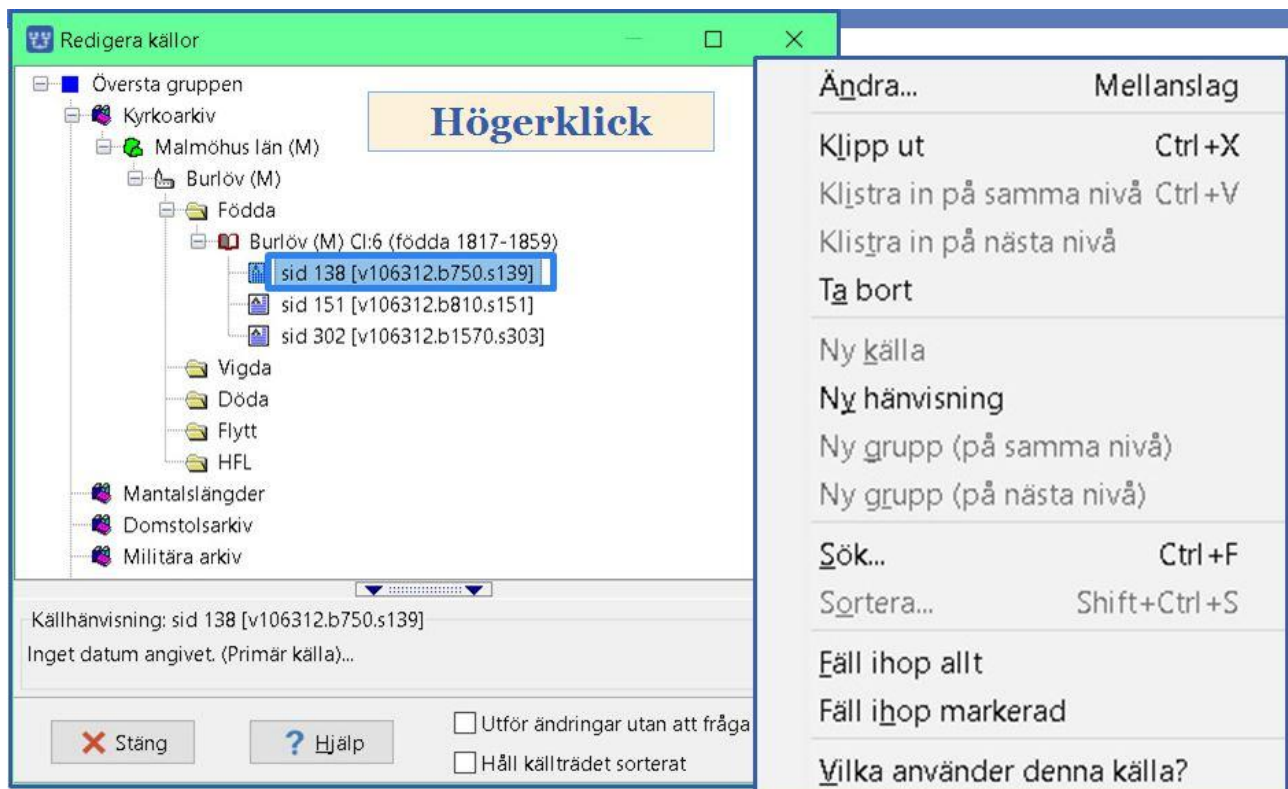 Redigera källor
Översta gruppen
Kyrkoarkiv
Högerklick
Malmöhus län (M)
Burlöv (M)
Födda
Burlöv (M) CI:6 (födda 1817-1859)
sid 138 [v106312.b750.s139]
sid 151 [v106312.b810.s151]
sid 302 [v106312.b1570.s303]
Vigda
Döda
Flytt
HFL
Mantalslängder
Domstolsarkiv
Militära arkiv
Källhänvisning: sid 138 [v106312.b750.s139]
Inget datum angivet. (Primär källa)...
Stäng
Hjälp
Utför ändringar utan att fråga
Håll källträdet sorterat
Ändra... Mellanslag
Klipp ut Ctrl+X
Klistra in på samma nivå Ctrl+V
Klistra in på nästa nivå
Ta bort
Ny källa
Ny hänvisning
Ny grupp (på samma nivå)
Ny grupp (på nästa nivå)
Sök... Ctrl+F
Sortera... Shift+Ctrl+S
Fäll ihop allt
Fäll ihop markerad
Vilka använder denna källa?